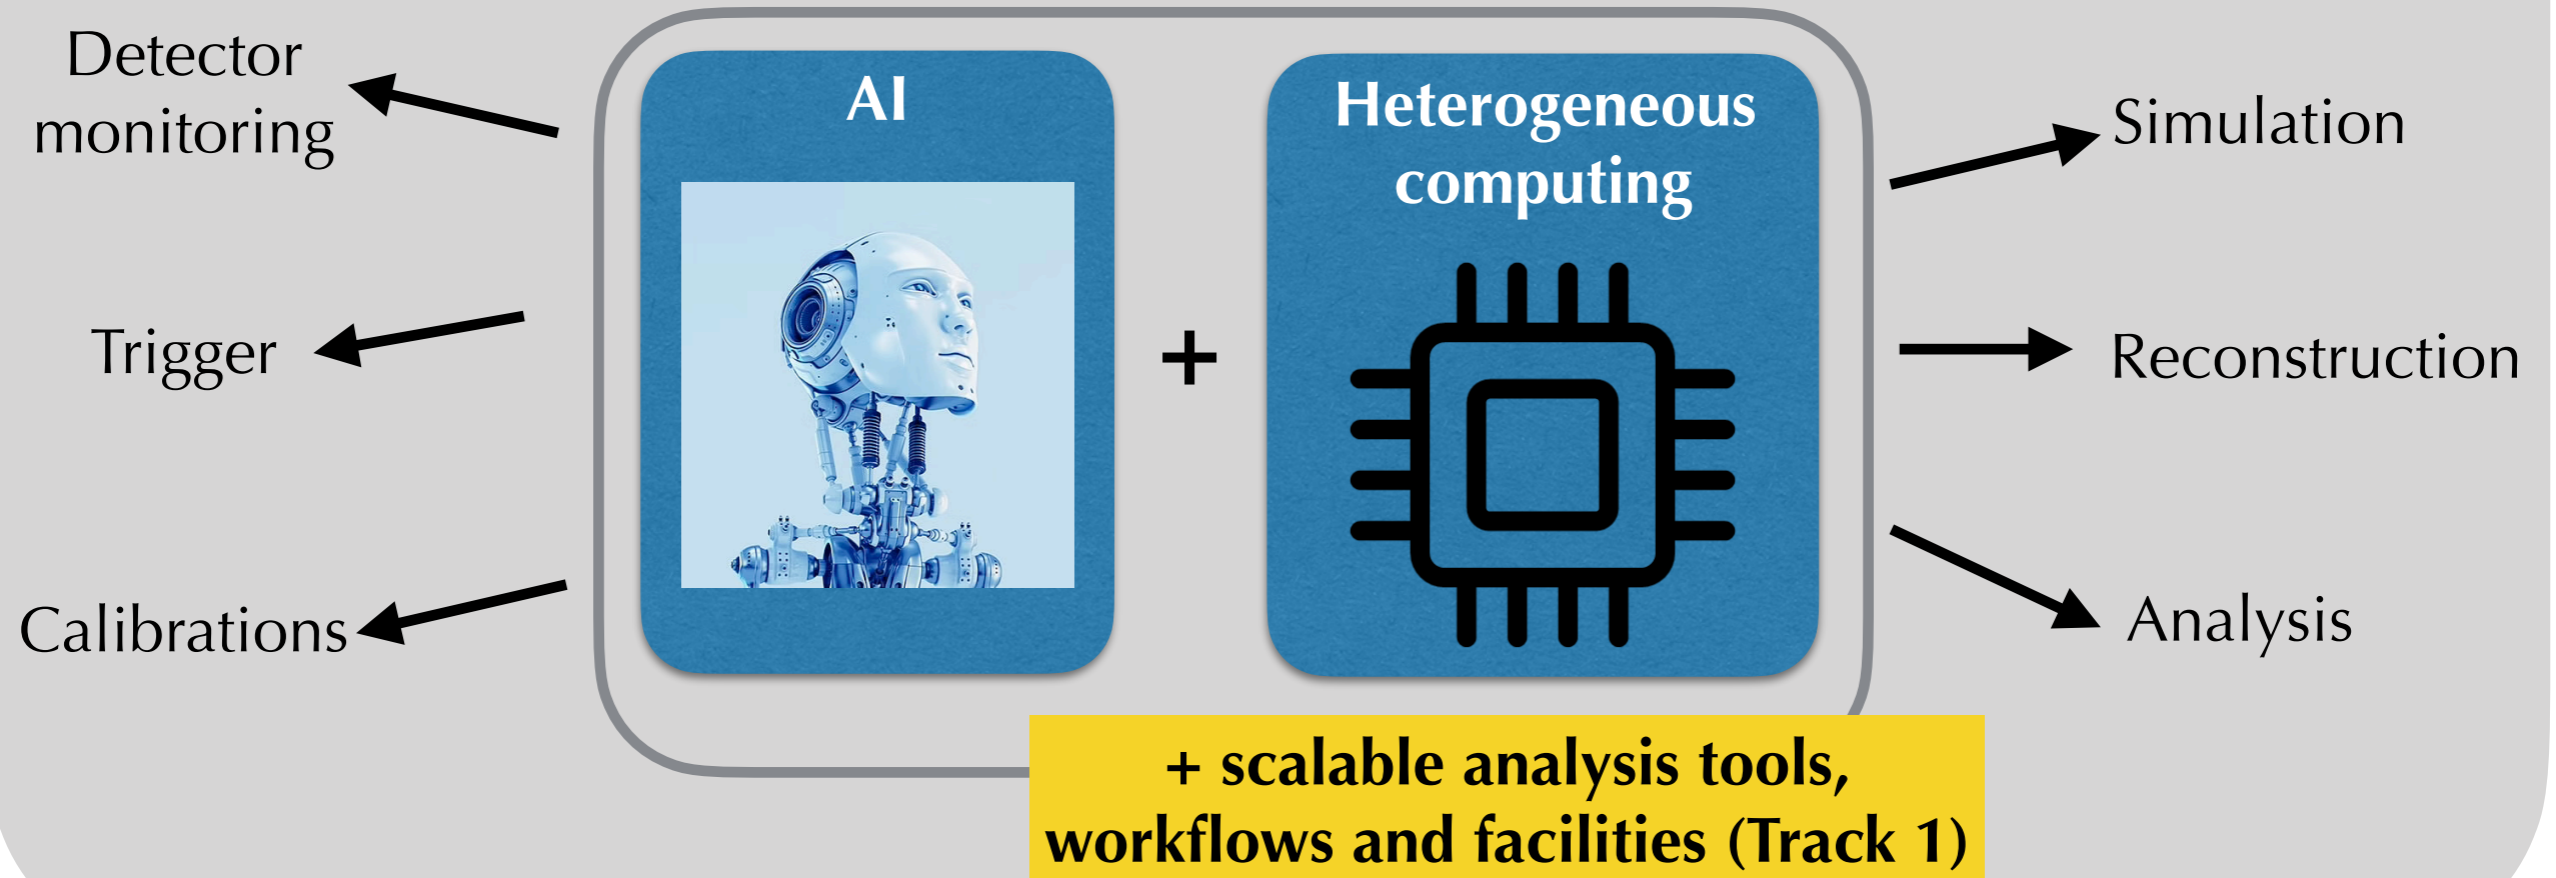 Detector
monitoring
Trigger
Calibrations
AI
+
Heterogeneous
computing
Simulation
Reconstruction
Analysis
+ scalable analysis tools,
workflows and facilities (Track 1)